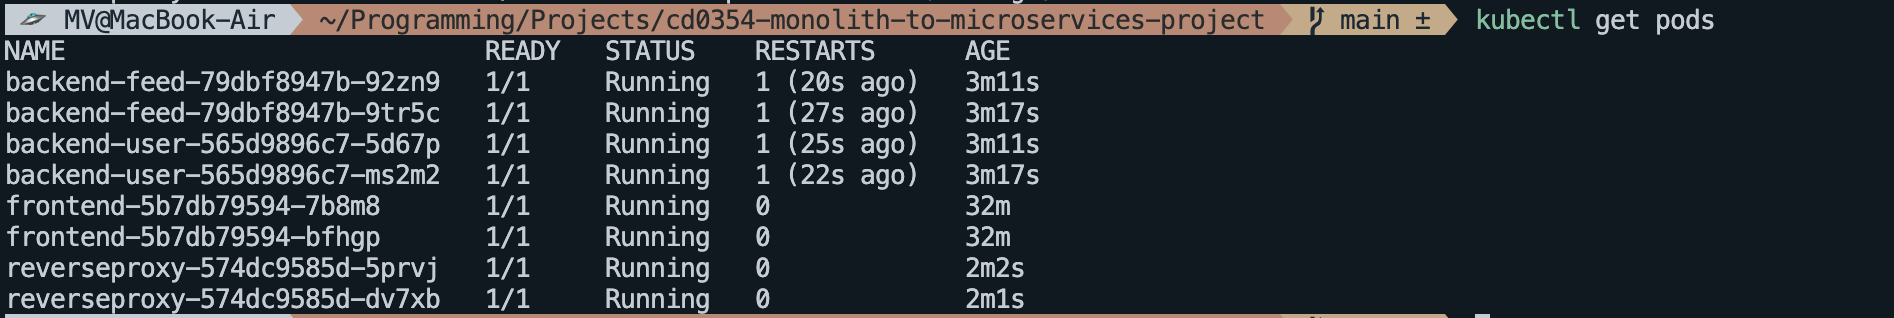 MV@MacBook-Air ~/Programming/Projects/cd0354-monolith-to-microservices-project main ± kubectl get pods
NAME READY STATUS RESTARTS AGE
backend-feed-79dbf8947b-92zn9 1/1 Running 1 (20s ago) 3m11s
backend-feed-79dbf8947b-9tr5c 1/1 Running 1 (27s ago) 3m17s
backend-user-565d9896c7-5d67p 1/1 Running 1 (25s ago) 3m11s
backend-user-565d9896c7-ms2m2 1/1 Running 1 (22s ago) 3m17s
frontend-5b7db79594-7b8m8 1/1 Running 0 32m
frontend-5b7db79594-bfhgp 1/1 Running 0 32m
reverseproxy-574dc9585d-5prvj 1/1 Running 0 2m2s
reverseproxy-574dc9585d-dv7xb 1/1 Running 0 2m1s